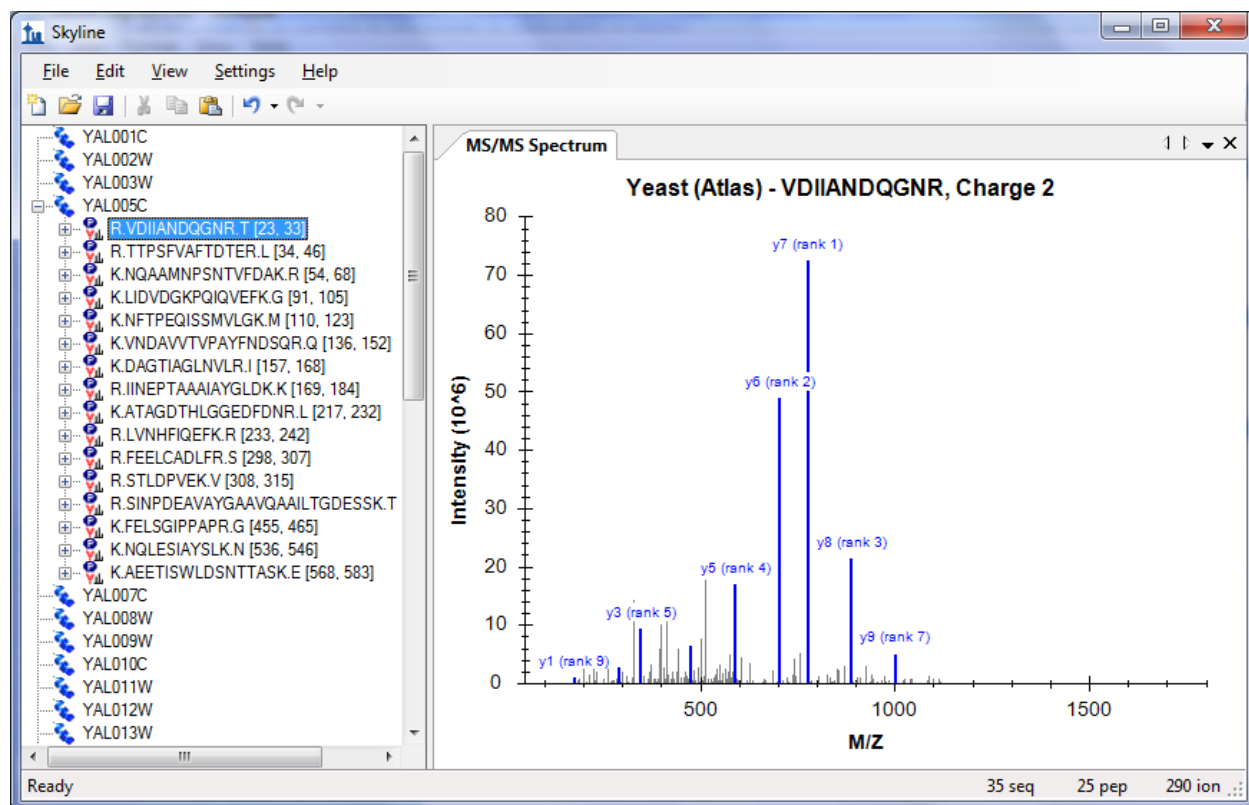 Skyline
File Edit View Settings Help
YAL001C
YAL002W
YAL003W
YAL005C
R.VDIIANDQGNR.T [23, 33]
R.TTPSFVAFTDTER.L [34, 46]
K.NQAAMNPSNTVFDAK.R [54, 68]
K.LIDVDGKPQIQVEFK.G [91, 105]
K.NFTPEQISSMVLGK.M [110, 123]
K.VNDAVVTVPAYFNDSQR.Q [136, 152]
K.DAGTIAGLNVLR.I [157, 168]
R.IINEPTAAAIAYGLDK.K [169, 184]
K.ATAGDTHLGGEDFDNR.L [217, 232]
R.LVNHFIQEFK.R [233, 242]
R.FEELCADLFR.S [298, 307]
R.STLDPVEK.V [308, 315]
R.SINPDEAVAYGAAVQAAILTGDESSK.T
K.FELSGIPPAPR.G [455, 465]
K.NQLESIAYSLK.N [536, 546]
K.AEETISWLDSNTTASK.E [568, 583]
YAL007C
YAL008W
YAL009W
YAL010C
YAL011W
YAL012W
YAL013W
MS/MS Spectrum
Yeast (Atlas) - VDIIANDQGNR, Charge 2
Intensity (10^6)
80
70
60
50
40
30
20
10
0
y7 (rank 1)
y6 (rank 2)
y8 (rank 3)
y5 (rank 4)
y3 (rank 5)
y9 (rank 7)
y1 (rank 9)
500
1000
1500
M/Z
Ready
35 seq
25 pep
290 ion